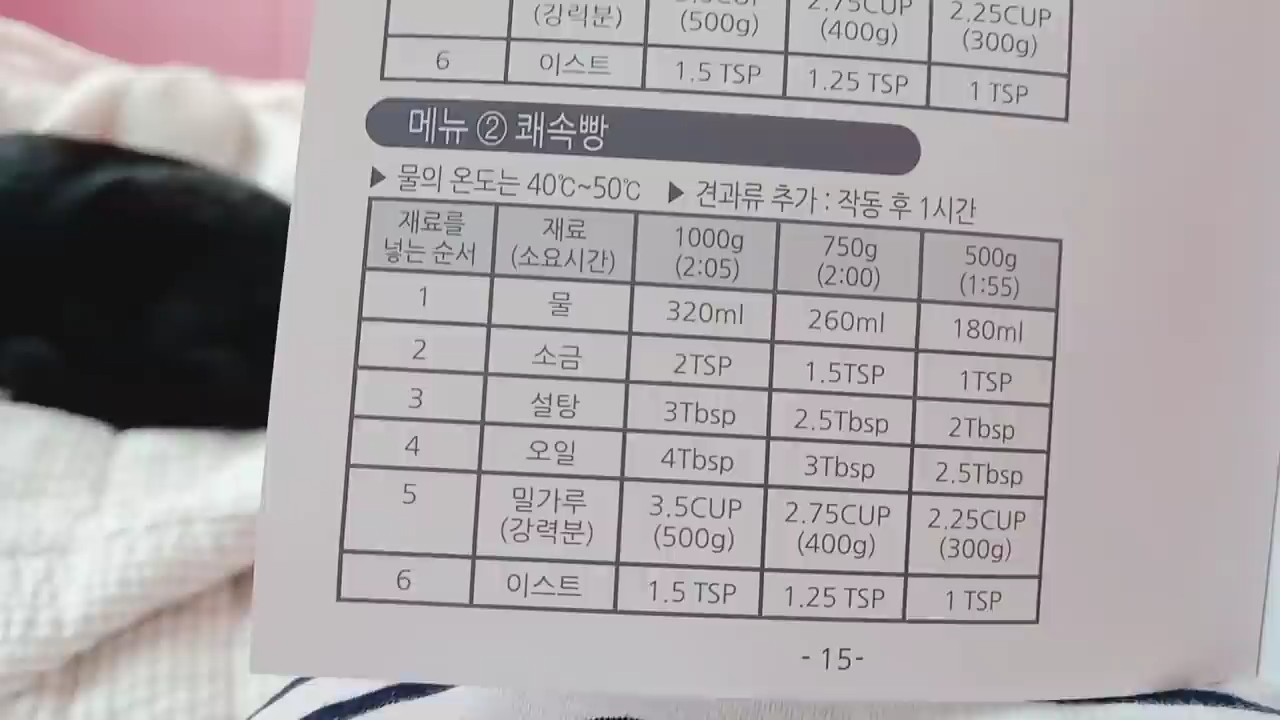 (강력분) (500g) 2.75CUP (400g) 2.25CUP (300g)
6 이스트 1.5 TSP 1.25 TSP 1 TSP
메뉴 ② 쾌속빵
▶ 물의 온도는 40℃~50℃ ▶ 견과류 추가 : 작동 후 1시간
재료를 넣는 순서 재료 (소요시간) 1000g (2:05) 750g (2:00) 500g (1:55)
1 물 320ml 260ml 180ml
2 소금 2TSP 1.5TSP 1TSP
3 설탕 3Tbsp 2.5Tbsp 2Tbsp
4 오일 4Tbsp 3Tbsp 2.5Tbsp
5 밀가루 (강력분) 3.5CUP (500g) 2.75CUP (400g) 2.25CUP (300g)
6 이스트 1.5 TSP 1.25 TSP 1 TSP
- 15-